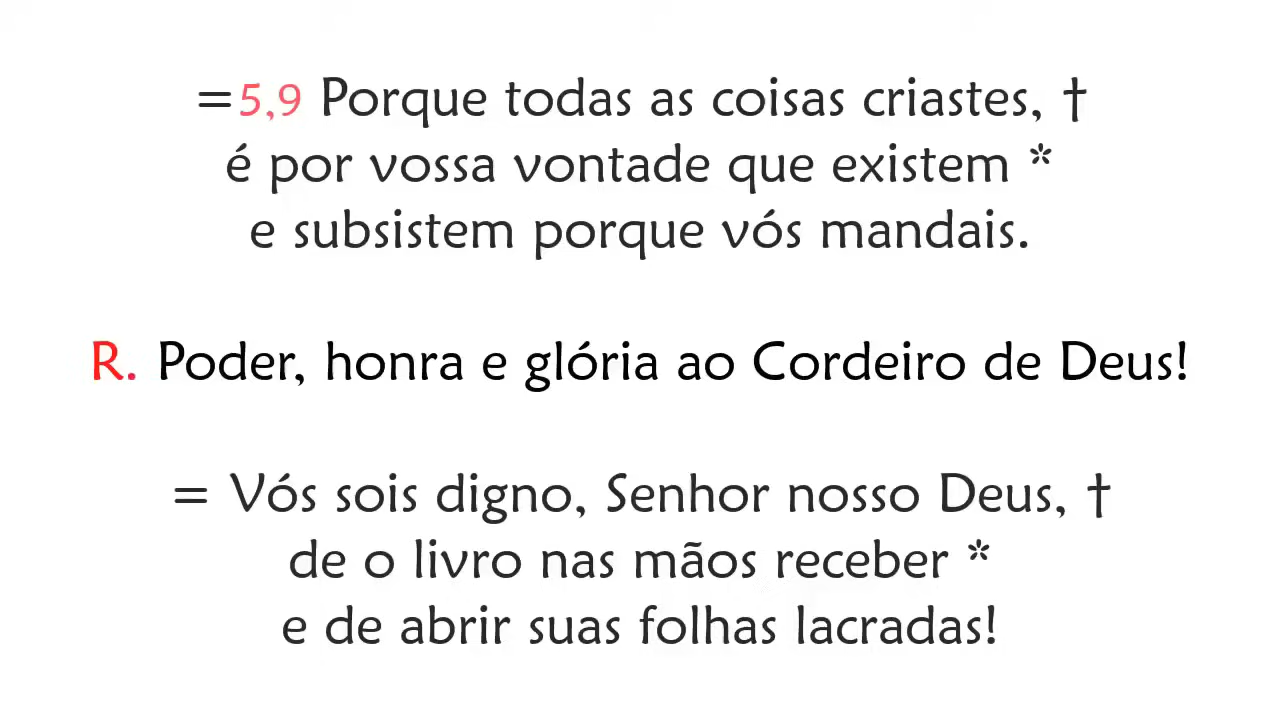 =5,9 Porque todas as coisas criastes, †
é por vossa vontade que existem *
e subsistem porque vós mandais.
R. Poder, honra e glória ao Cordeiro de Deus!
= Vós sois digno, Senhor nosso Deus, †
de o livro nas mãos receber *
e de abrir suas folhas lacradas!